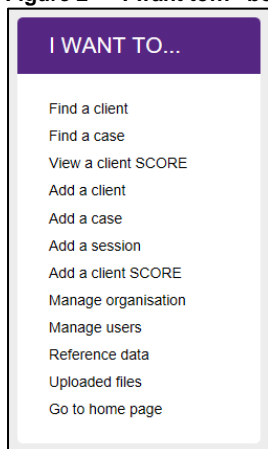 I WANT TO...
Find a client
Find a case
View a client SCORE
Add a client
Add a case
Add a session
Add a client SCORE
Manage organisation
Manage users
Reference data
Uploaded files
Go to home page